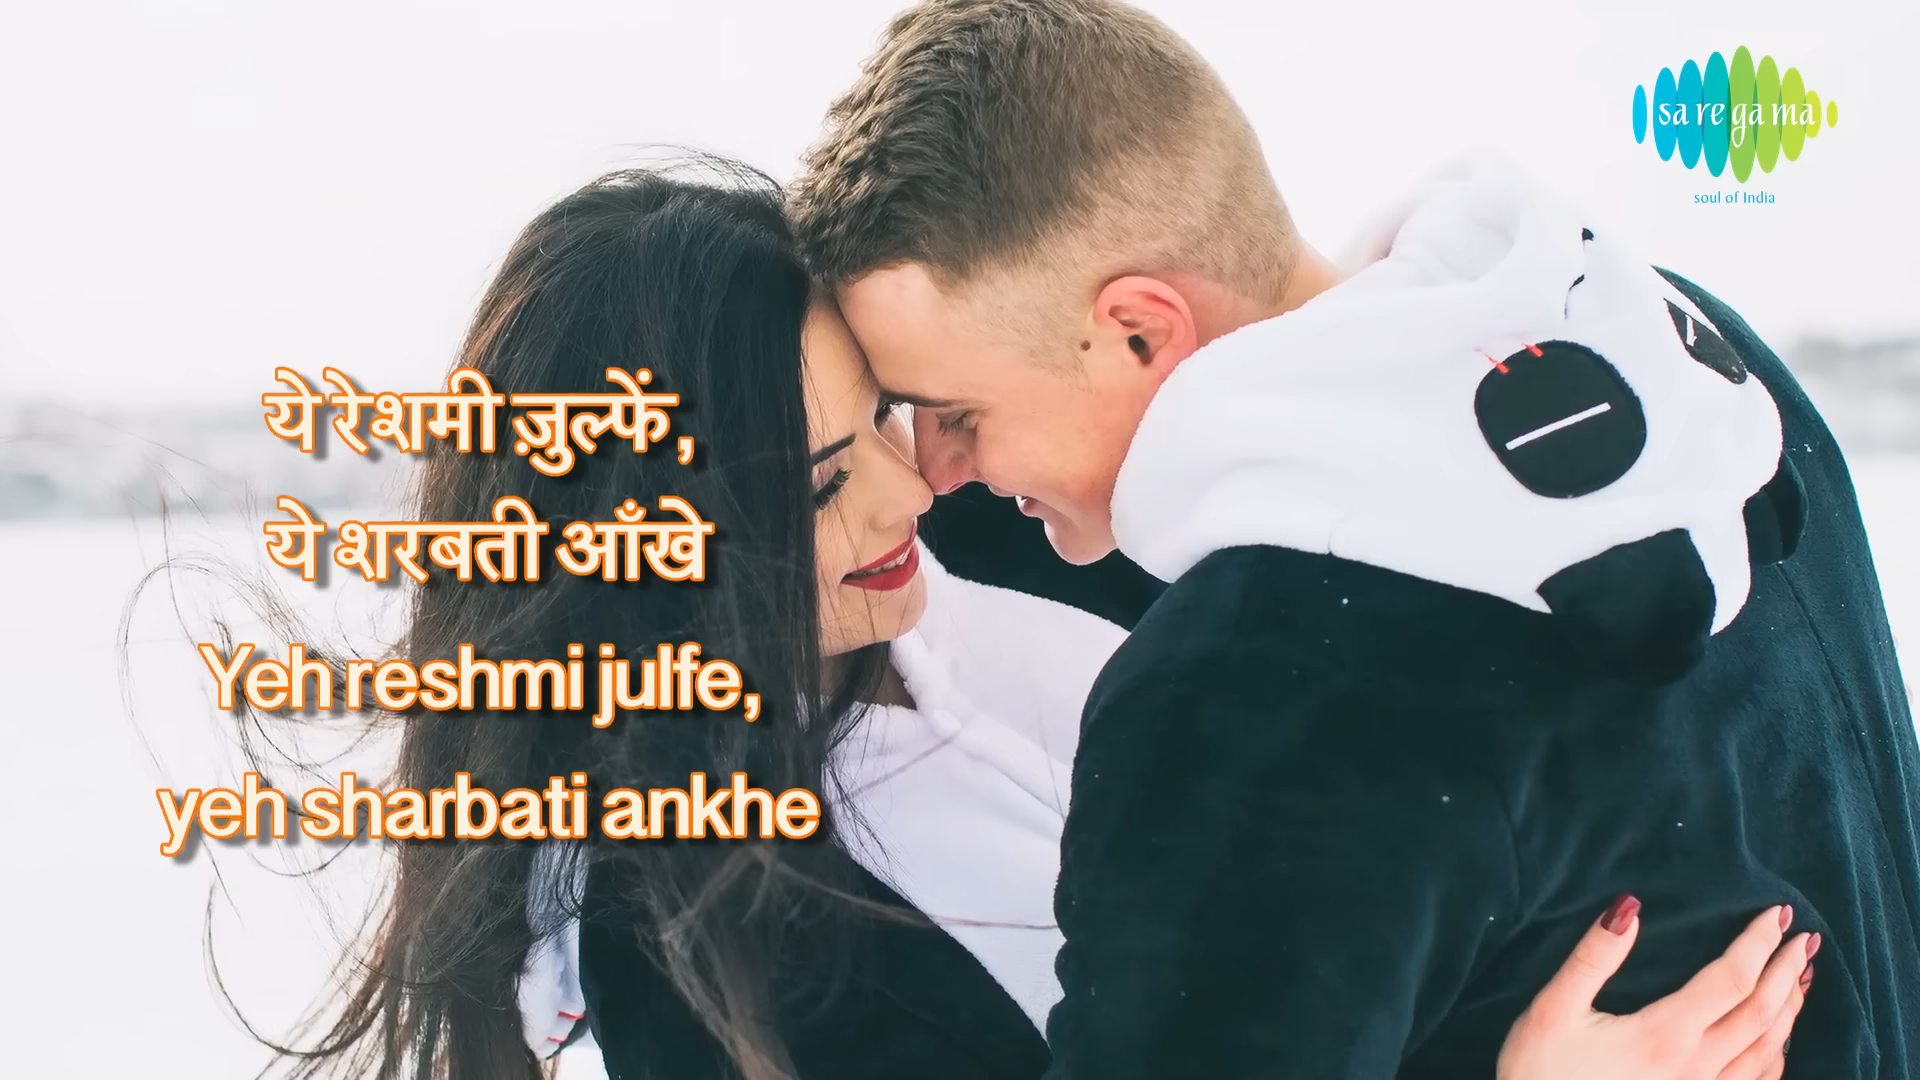 sa re ga ma
soul of India
ये रेशमी ज़ुल्फें,
ये शरबती आँखे
Yeh reshmi julfe,
yeh sharbati ankhe